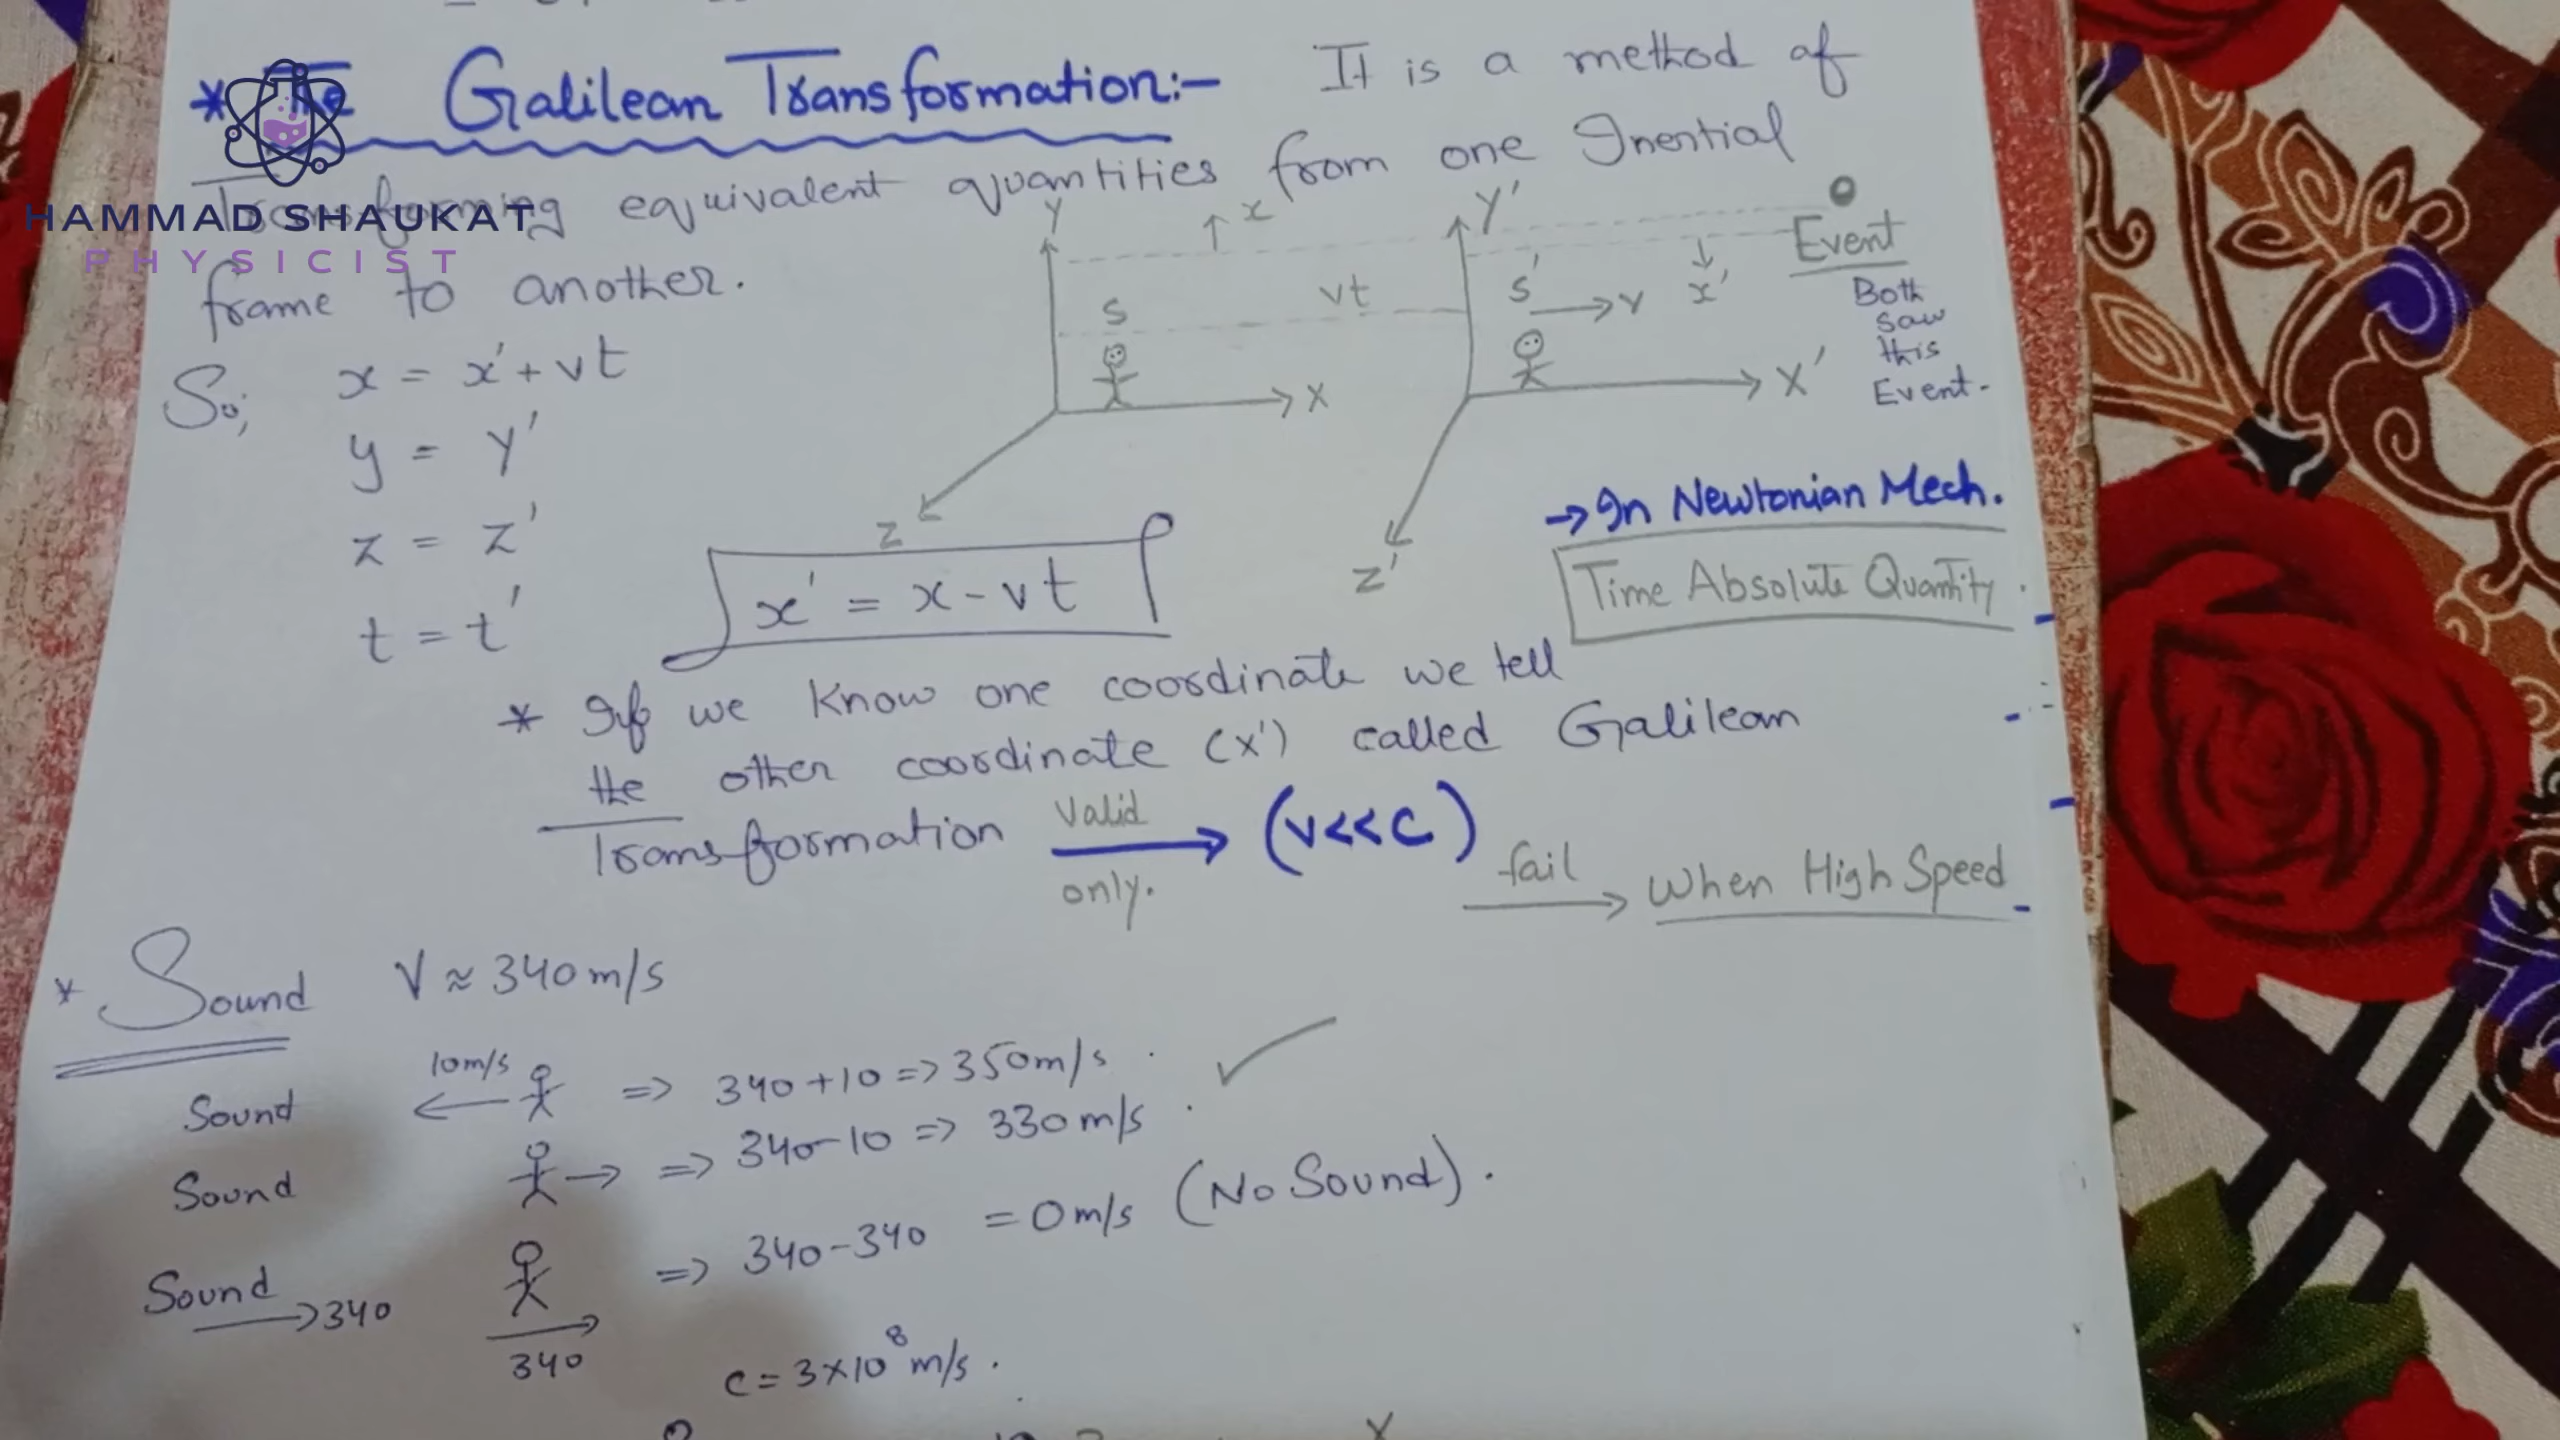 * The Galilean Transformation:- It is a method of
Transforming equivalent quantities from one Inertial
frame to another.
HAMMAD SHAUKAT
PHYSICIST
So, x = x' + vt
y = y'
z = z'
t = t'
x' = x - vt
Y
x
S
vt
X
Z
Y'
S'
v
x'
X'
Z'
Event
Both
saw
this
Event.
→ In Newtonian Mech.
Time Absolute Quantity.
* If we know one coordinate we tell
the other coordinate (x') called Galilean
Transformation valid only. → (v<<c)
fail → When High Speed
* Sound V ≈ 340 m/s
Sound ← 10m/s => 340+10 => 350m/s.
Sound → => 340-10 => 330 m/s.
✓
Sound → 340 → 340 => 340-340 = 0 m/s (No Sound).
c = 3×10⁸ m/s.